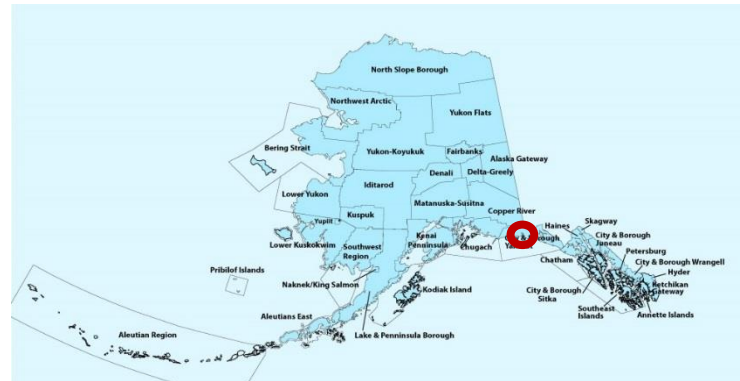 North Slope Borough
Northwest Arctic
Yukon Flats
Bering Strait
Yukon-Koyukuk
Fairbanks
Alaska Gateway
Denali
Delta-Greely
Iditarod
Lower Yukon
Matanuska-Susitna
Yupiit
Kuspuk
Copper River
Skagway
Haines
City & Borough
Juneau
Lower Kuskokwim
Southwest
Region
Kenai
Penninsula
Chugach
Petersburg
City & Borough Wrangell
Chatham
Hyder
Pribilof Islands
Naknek/King Salmon
Kodiak Island
City & Borough
Sitka
Ketchikan
Gateway
Southeast
Islands
Annette Islands
Aleutians East
Aleutian Region
Lake & Penninsula Borough